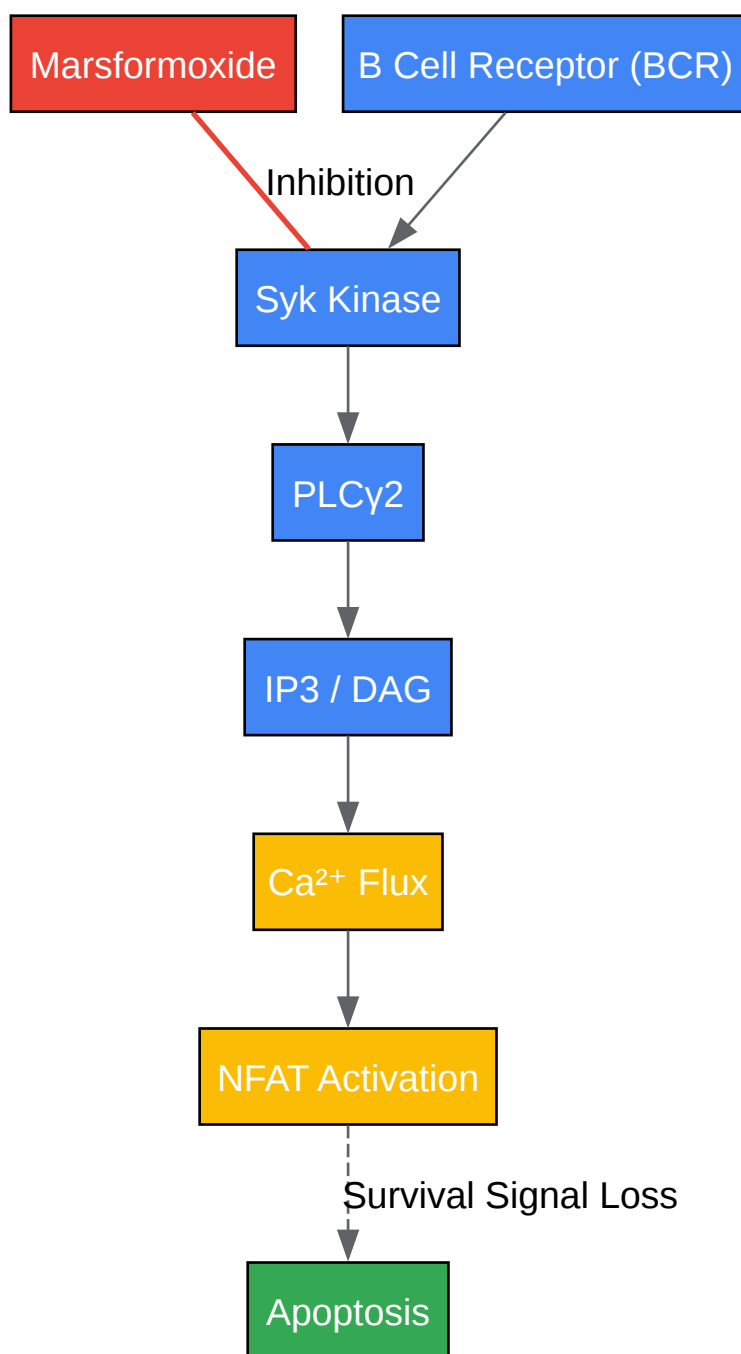 Marsformoxide
B Cell Receptor (BCR)
Inhibition
Syk Kinase
PLCγ2
IP3 / DAG
Ca²⁺ Flux
NFAT Activation
Survival Signal Loss
Apoptosis